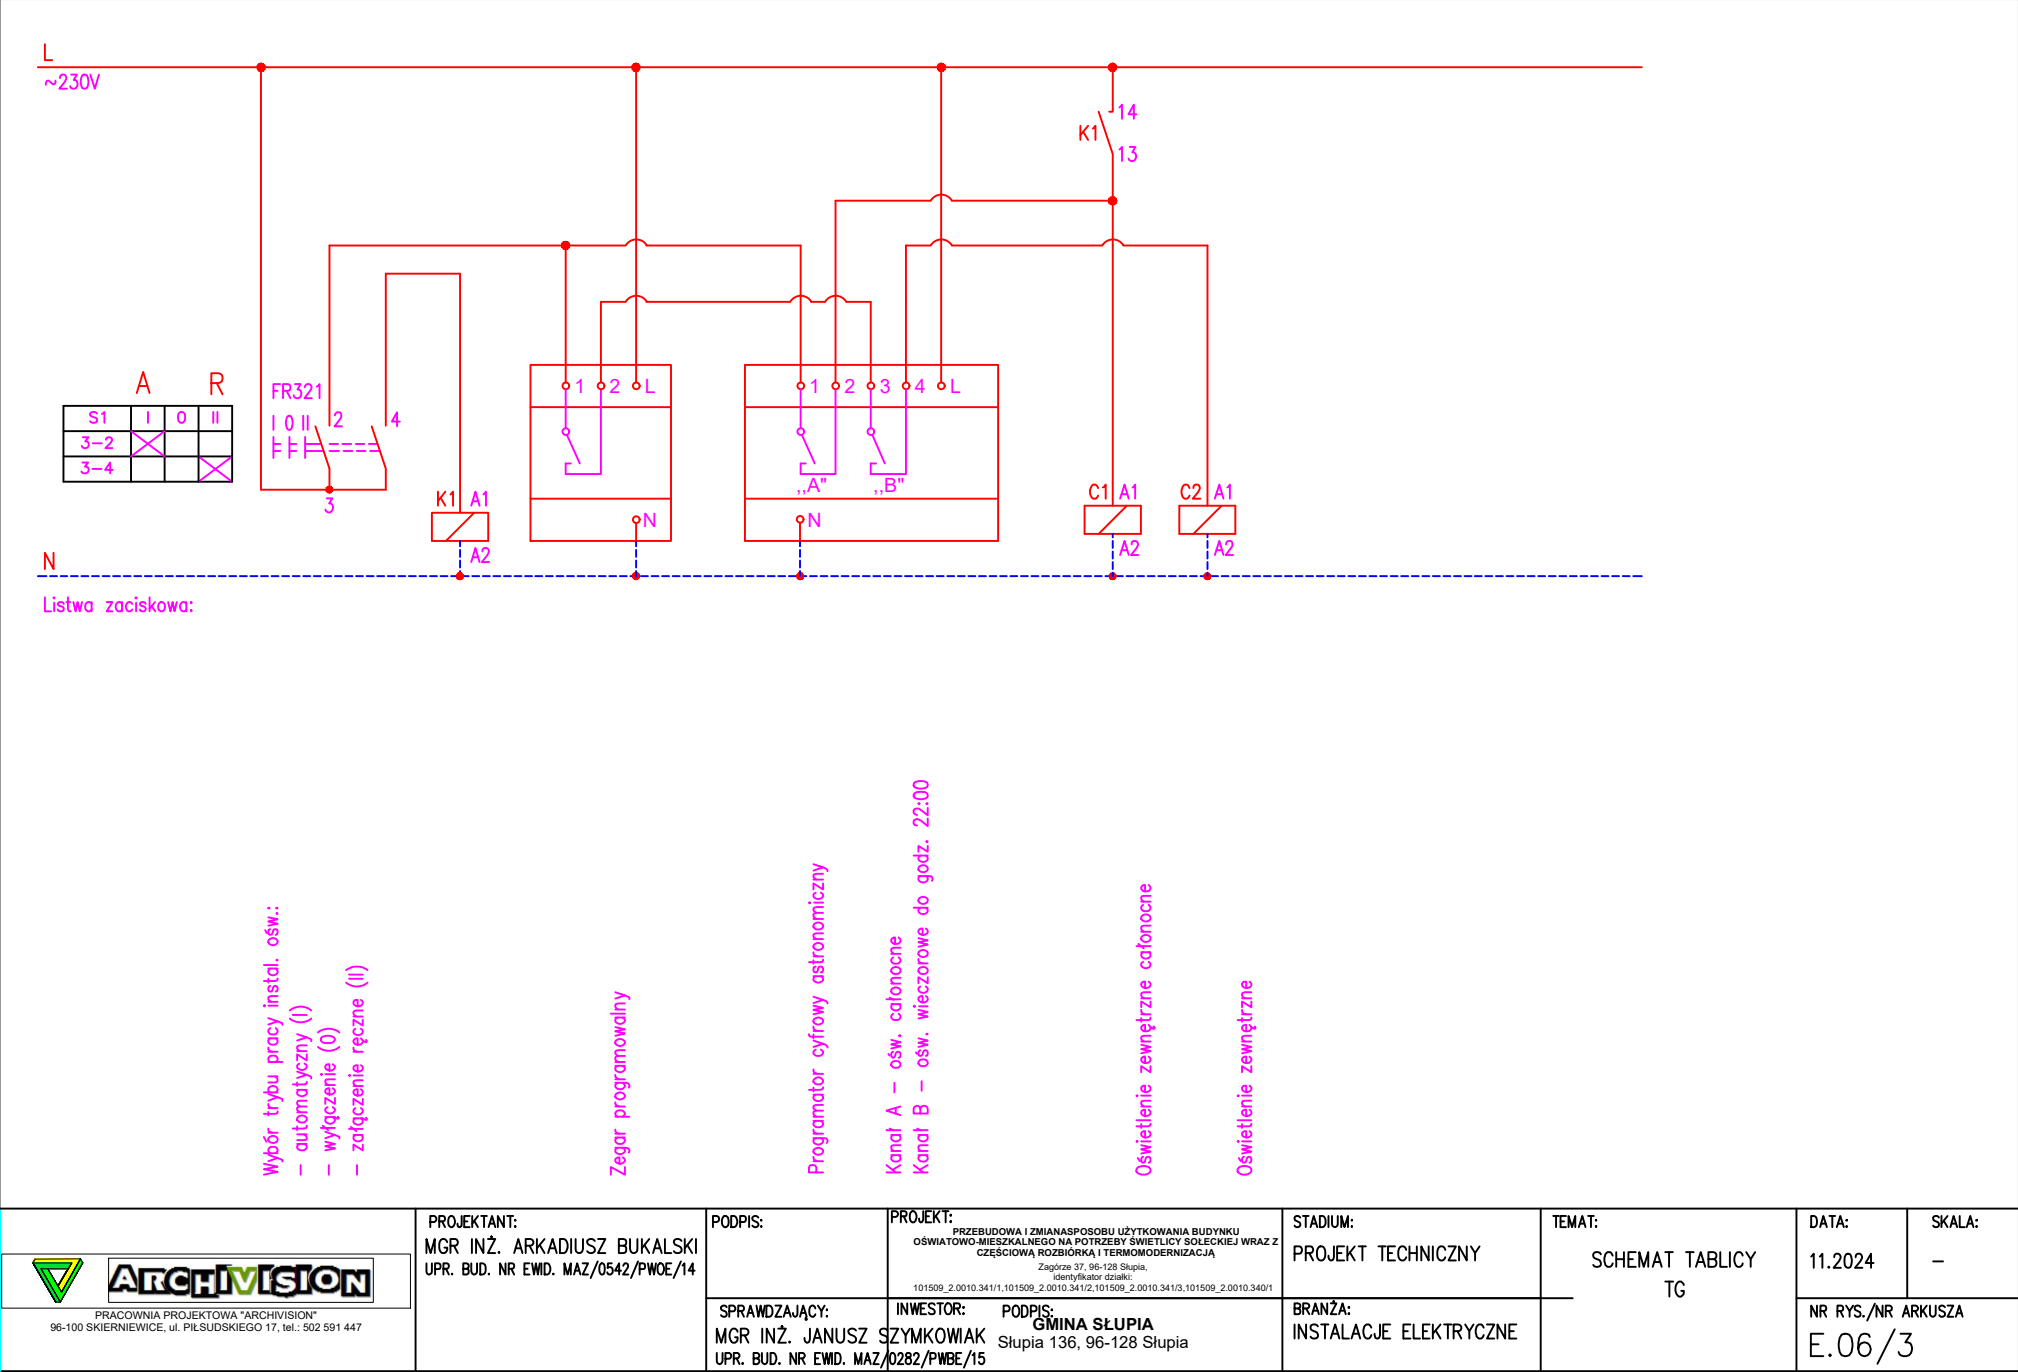 L
~230V
14
K1
13
A R
FR321
S1 I 0 II
3-2
3-4
I 0 II 2 4
3
1 2 L
1 2 3 4 L
,,A" ,,B"
K1 A1
A2
N
N
C1 A1
A2
C2 A1
A2
N
Listwa zaciskowa:
Wybór trybu pracy instal. ośw.:
- automatyczny (I)
- wyłączenie (0)
- załączenie ręczne (II)
Zegar programowalny
Programator cyfrowy astronomiczny
Kanał A - ośw. całonocne
Kanał B - ośw. wieczorowe do godz. 22:00
Oświetlenie zewnętrzne całonocne
Oświetlenie zewnętrzne
ARCHIVISION
PRACOWNIA PROJEKTOWA "ARCHIVISION"
96-100 SKIERNIEWICE, ul. PIŁSUDSKIEGO 17, tel.: 502 591 447
PROJEKTANT:
MGR INŻ. ARKADIUSZ BUKALSKI
UPR. BUD. NR EWID. MAZ/0542/PWOE/14
PODPIS:
SPRAWDZAJĄCY:
MGR INŻ. JANUSZ SZYMKOWIAK
UPR. BUD. NR EWID. MAZ/0282/PWBE/15
PROJEKT:
PRZEBUDOWA I ZMIANASPOSOBU UŻYTKOWANIA BUDYNKU
OŚWIATOWO-MIESZKALNEGO NA POTRZEBY ŚWIETLICY SOŁECKIEJ WRAZ Z
CZĘŚCIOWĄ ROZBIÓRKĄ I TERMOMODERNIZACJĄ
Zagórze 37, 96-128 Słupia,
identyfikator działki:
101509_2.0010.341/1,101509_2.0010.341/2,101509_2.0010.341/3,101509_2.0010.340/1
INWESTOR:
PODPIS:
GMINA SŁUPIA
Słupia 136, 96-128 Słupia
STADIUM:
PROJEKT TECHNICZNY
BRANŻA:
INSTALACJE ELEKTRYCZNE
TEMAT:
SCHEMAT TABLICY
TG
DATA:
11.2024
SKALA:
-
NR RYS./NR ARKUSZA
E.06/3